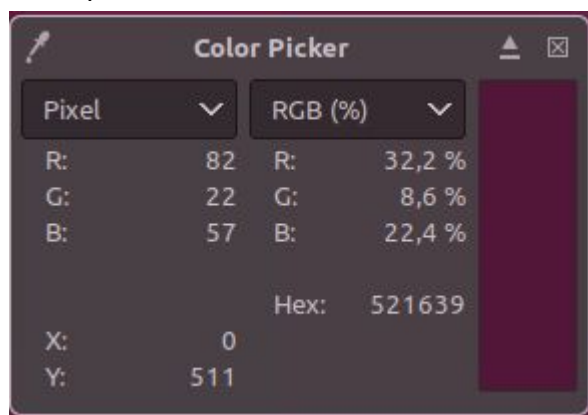 Color Picker
Pixel RGB (%)
R: 82 R: 32,2 %
G: 22 G: 8,6 %
B: 57 B: 22,4 %
Hex: 521639
X: 0
Y: 511